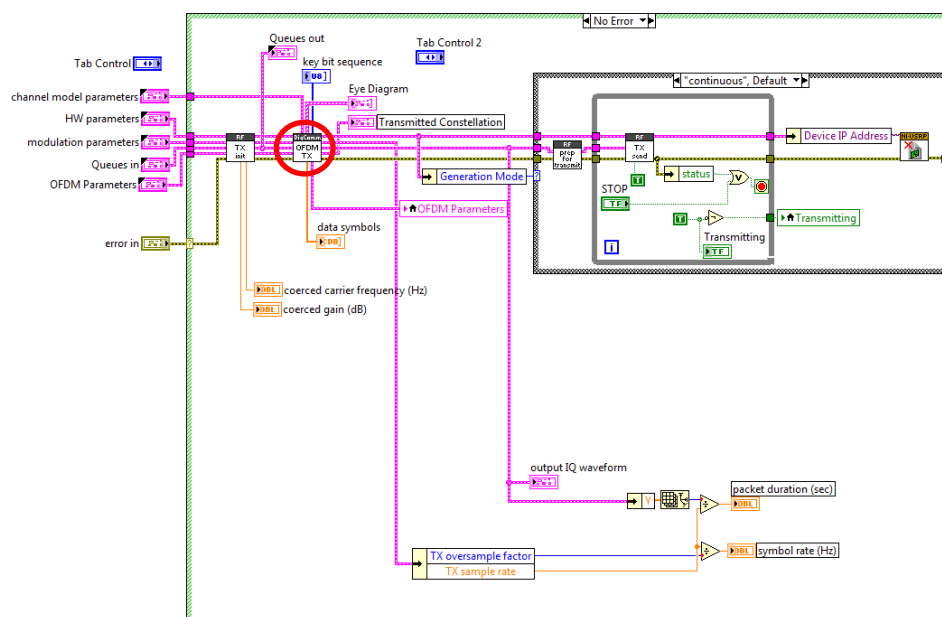 No Error
Queues out
Tab Control 2
Tab Control
key bit sequence
U8
"continuous", Default
channel model parameters
Eye Diagram
HW parameters
Transmitted Constellation
modulation parameters
RF
TX
init
DigComm
OFDM
TX
RF
prep
for
transmit
RF
TX
send
Device IP Address
NI-USRP
Queues in
OFDM Parameters
Generation Mode
?
T
status
STOP
TF
OFDM Parameters
T
Transmitting
data symbols
DB
Transmitting
TF
error in
?
i
DBL
coerced carrier frequency (Hz)
DBL
coerced gain (dB)
output IQ waveform
packet duration (sec)
Y
DBL
TX oversample factor
TX sample rate
DBL
symbol rate (Hz)